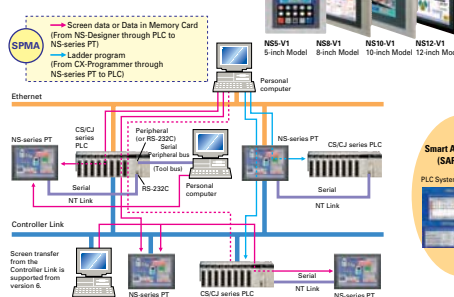 SPMA
Screen data or Data in Memory Card
(From NS-Designer through PLC to
NS-series PT)
Ladder program
(From CX-Programmer through
NS-series PT to PLC)
NS5-V1
5-inch Model
NS8-V1
8-inch Model
NS10-V1
10-inch Model
NS12-V1
12-inch Mod
Personal
computer
Ethernet
CS/CJ
series
PLC
Peripheral
(or RS-232C)
Serial
Peripheral bus
(Tool bus)
NS-series PT
RS-232C
Serial
NT Link
Personal
computer
NS-series PT
CS/CJ series PLC
Serial
NT Link
Smart A
(SAP
PLC System
Controller Link
Screen transfer
from the
Controller Link is
supported from
version 6.
NS-series PT
CS/CJ series PLC
Serial
NT Link
NS-series PT